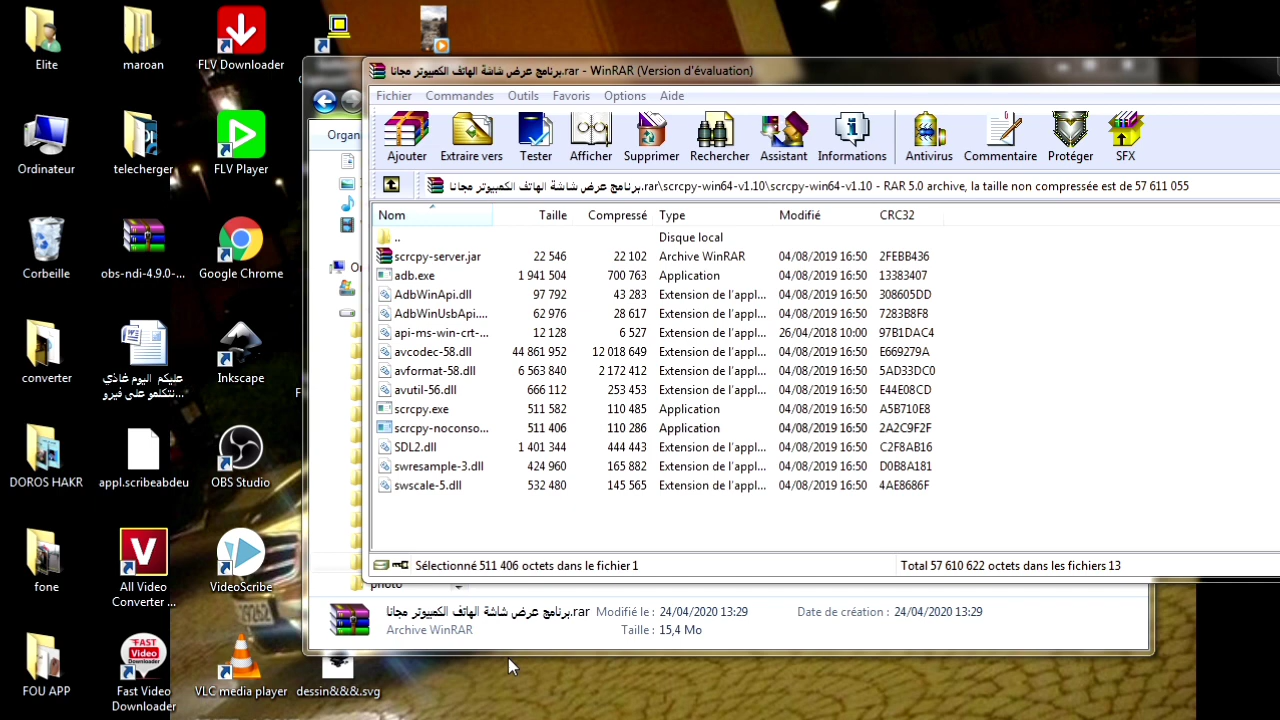 Elite
maroan
FLV Downloader
Ordinateur
telecherger
FLV Player
Corbeille
obs-ndi-4.9.0-...
Google Chrome
converter
عليكم اليوم غاذي
نتكلمو على فيرو...
Inkscape
DOROS HAKR
appl.scribeabdeu
OBS Studio
fone
All Video
Converter ...
VideoScribe
FOU APP
FAST
Video
Downloader
Fast Video
Downloader
VLC media player
dessin&&&.svg
برنامج عرض شاشة الهاتف الكمبيوتر مجانا.rar - WinRAR (Version d'évaluation)
Fichier Commandes Outils Favoris Options Aide
Organ
Ajouter Extraire vers Tester Afficher Supprimer Rechercher Assistant Informations Antivirus Commentaire Protéger SFX
برنامج عرض شاشة الهاتف الكمبيوتر مجانا.rar\scrcpy-win64-v1.10\scrcpy-win64-v1.10 - RAR 5.0 archive, la taille non compressée est de 57 611 055
Nom Taille Compressé Type Modifié CRC32
.. Disque local
scrcpy-server.jar 22 546 22 102 Archive WinRAR 04/08/2019 16:50 2FEBB436
adb.exe 1 941 504 700 763 Application 04/08/2019 16:50 13383407
AdbWinApi.dll 97 792 43 283 Extension de l'appl... 04/08/2019 16:50 308605DD
AdbWinUsbApi.... 62 976 28 617 Extension de l'appl... 04/08/2019 16:50 7283B8F8
api-ms-win-crt-... 12 128 6 527 Extension de l'appl... 26/04/2018 10:00 97B1DAC4
avcodec-58.dll 44 861 952 12 018 649 Extension de l'appl... 04/08/2019 16:50 E669279A
avformat-58.dll 6 563 840 2 172 412 Extension de l'appl... 04/08/2019 16:50 5AD33DC0
avutil-56.dll 666 112 Extension de l'appl... 04/08/2019 16:50 E44E08CD
scrcpy.exe 511 582 110 485 Application 04/08/2019 16:50 A5B710E8
scrcpy-noconso... 511 406 110 286 Application 04/08/2019 16:50 2A2C9F2F
SDL2.dll 1 401 344 444 443 Extension de l'appl... 04/08/2019 16:50 C2F8AB16
swresample-3.dll 424 960 165 882 Extension de l'appl... 04/08/2019 16:50 D0B8A181
swscale-5.dll 532 480 145 565 Extension de l'appl... 04/08/2019 16:50 4AE8686F
Sélectionné 511 406 octets dans le fichier 1 Total 57 610 622 octets dans les fichiers 13
photo
برنامج عرض شاشة الهاتف الكمبيوتر مجانا.rar Modifié le : 24/04/2020 13:29 Date de création : 24/04/2020 13:29
Archive WinRAR Taille : 15,4 Mo